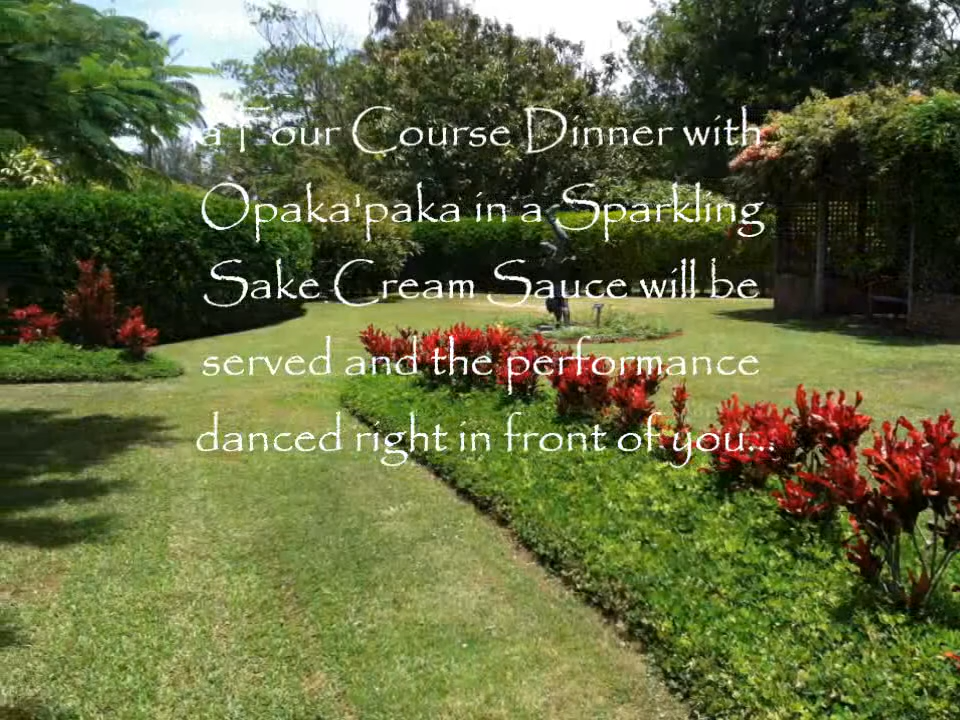 a Four Course Dinner with
Opaka'paka in a Sparkling
Sake Cream Sauce will be
served and the performance
danced right in front of you...